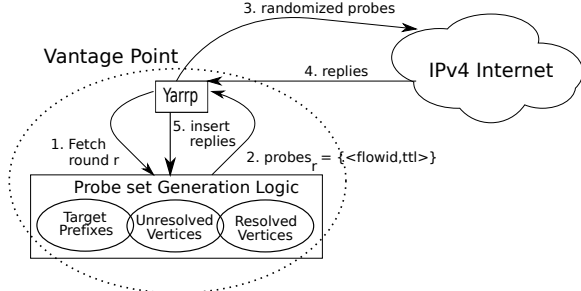 3. randomized probes
Vantage Point
IPv4 Internet
4. replies
Yarrp
1. Fetch
round r
5. insert
replies
2. probes_r = {<flowid,ttl>}
Probe set Generation Logic
Target
Prefixes
Unresolved
Vertices
Resolved
Vertices